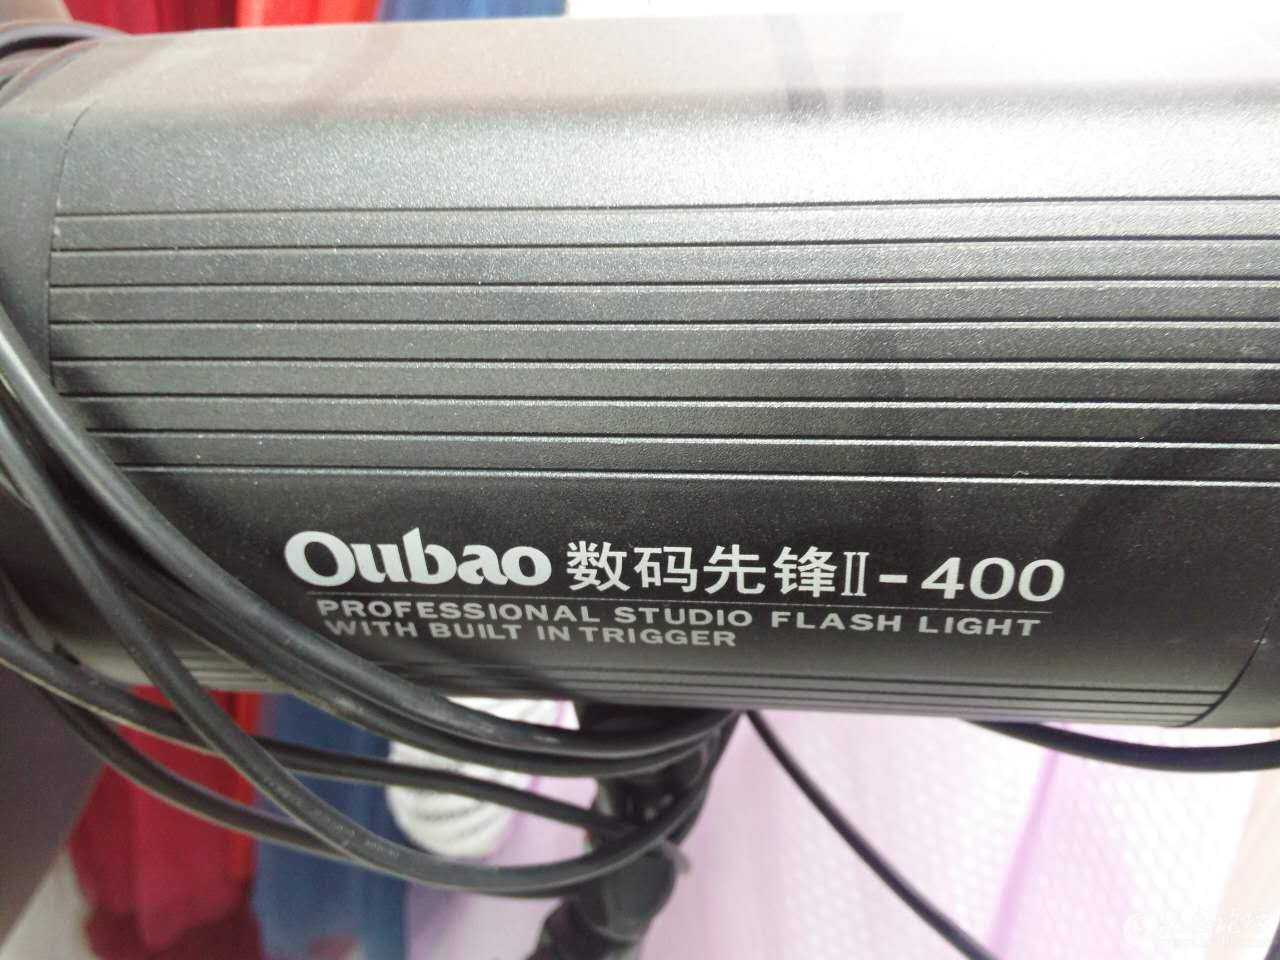 Oubao 数码先锋II-400
PROFESSIONAL STUDIO FLASH LIGHT
WITH BUILT IN TRIGGER